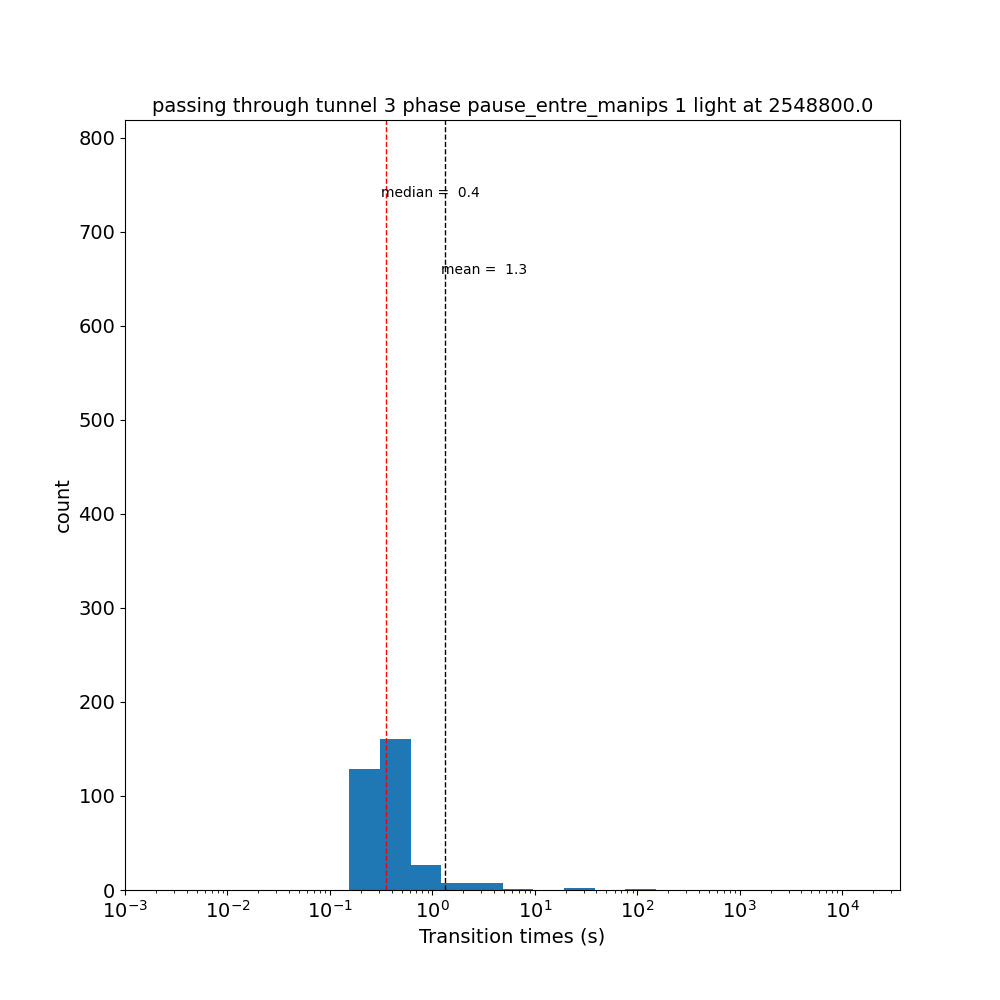 passing through tunnel 3 phase pause_entre_manips 1 light at 2548800.0
800
700
600
500
400
300
200
100
0
count
median =  0.4
mean =  1.3
10⁻³ 10⁻² 10⁻¹ 10⁰ 10¹ 10² 10³ 10⁴
Transition times (s)